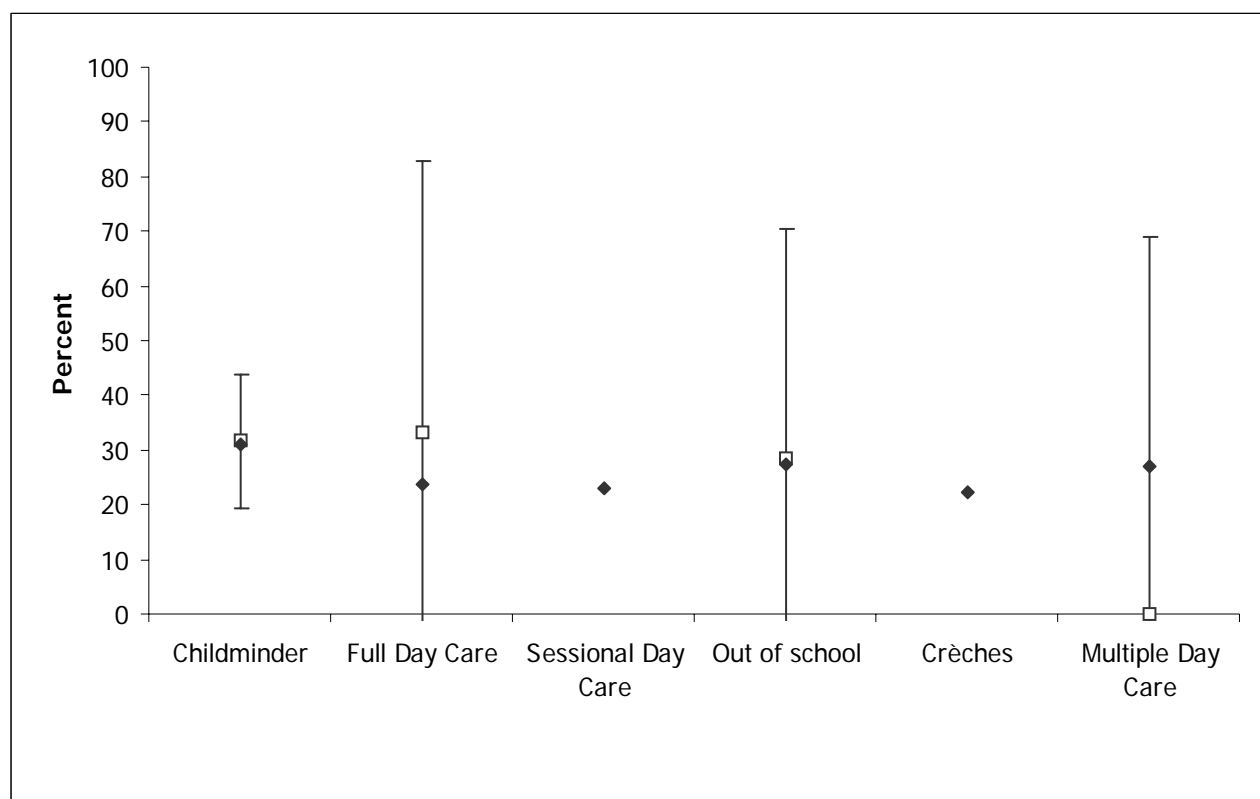 100
90
80
70
60
50
40
30
20
10
0
Percent
Childminder
Full Day Care
Sessional Day
Care
Out of school
Crèches
Multiple Day
Care